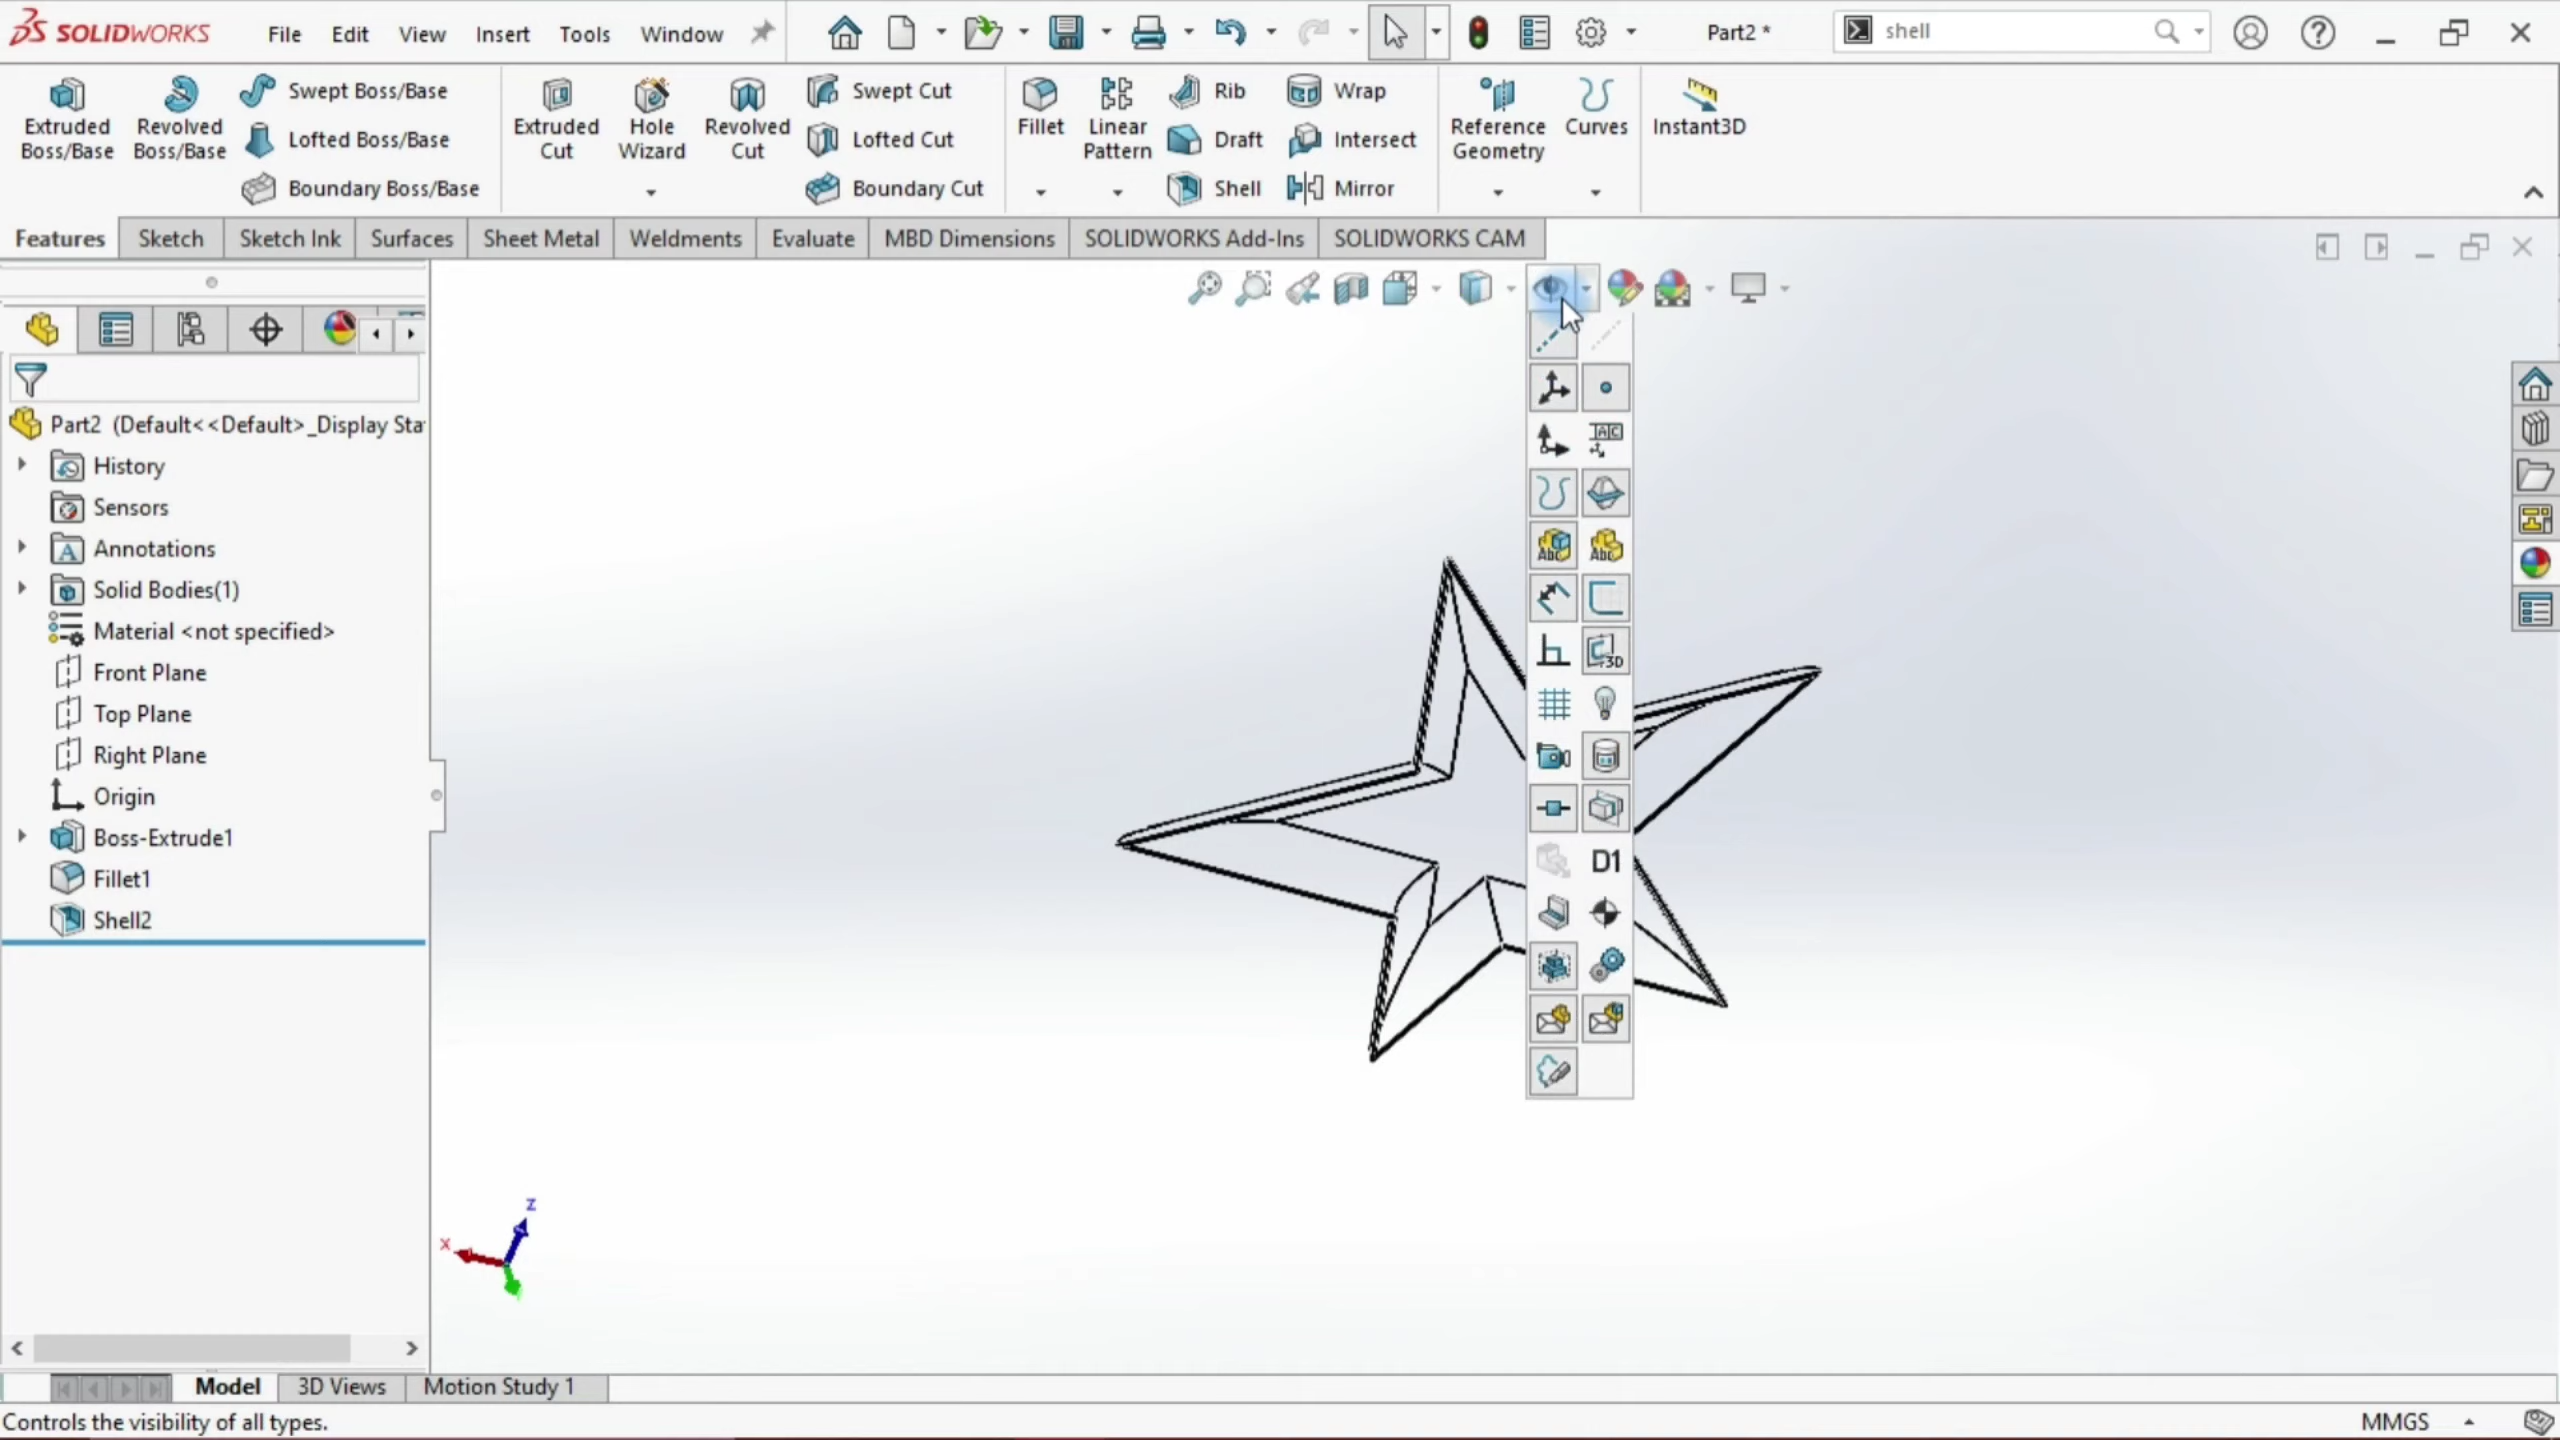 SOLIDWORKS File Edit View Insert Tools Window Part2 * shell
Extruded Boss/Base
Revolved Boss/Base
Swept Boss/Base
Lofted Boss/Base
Boundary Boss/Base
Extruded Cut
Hole Wizard
Revolved Cut
Swept Cut
Lofted Cut
Boundary Cut
Fillet
Linear Pattern
Rib
Draft
Shell
Wrap
Intersect
Mirror
Reference Geometry
Curves
Instant3D
Features Sketch Sketch Ink Surfaces Sheet Metal Weldments Evaluate MBD Dimensions SOLIDWORKS Add-Ins SOLIDWORKS CAM
Part2 (Default<<Default>_Display Sta
History
Sensors
A Annotations
Solid Bodies(1)
Material <not specified>
Front Plane
Top Plane
Right Plane
Origin
Boss-Extrude1
Fillet1
Shell2
AC
Abc Abc
3D
D1
z
x
Model 3D Views Motion Study 1
Controls the visibility of all types. MMGS